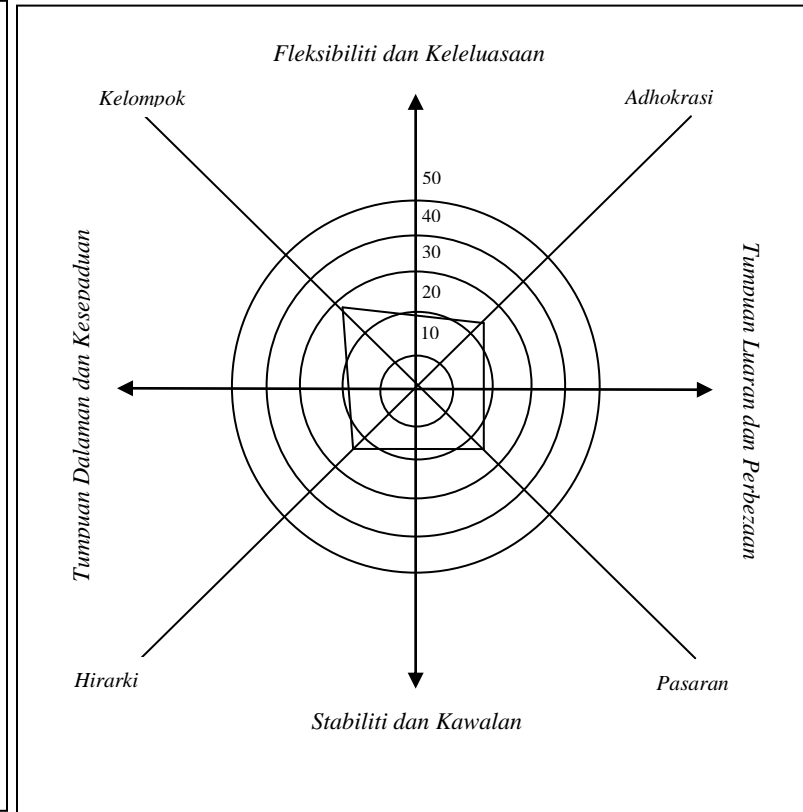 Fleksibiliti dan Keleluasaan
Kelompok
Adhokrasi
50
40
30
20
10
Tumpuan Dalaman dan Kesepaduan
Tumpuan Luaran dan Perbezaan
Hirarki
Pasaran
Stabiliti dan Kawalan